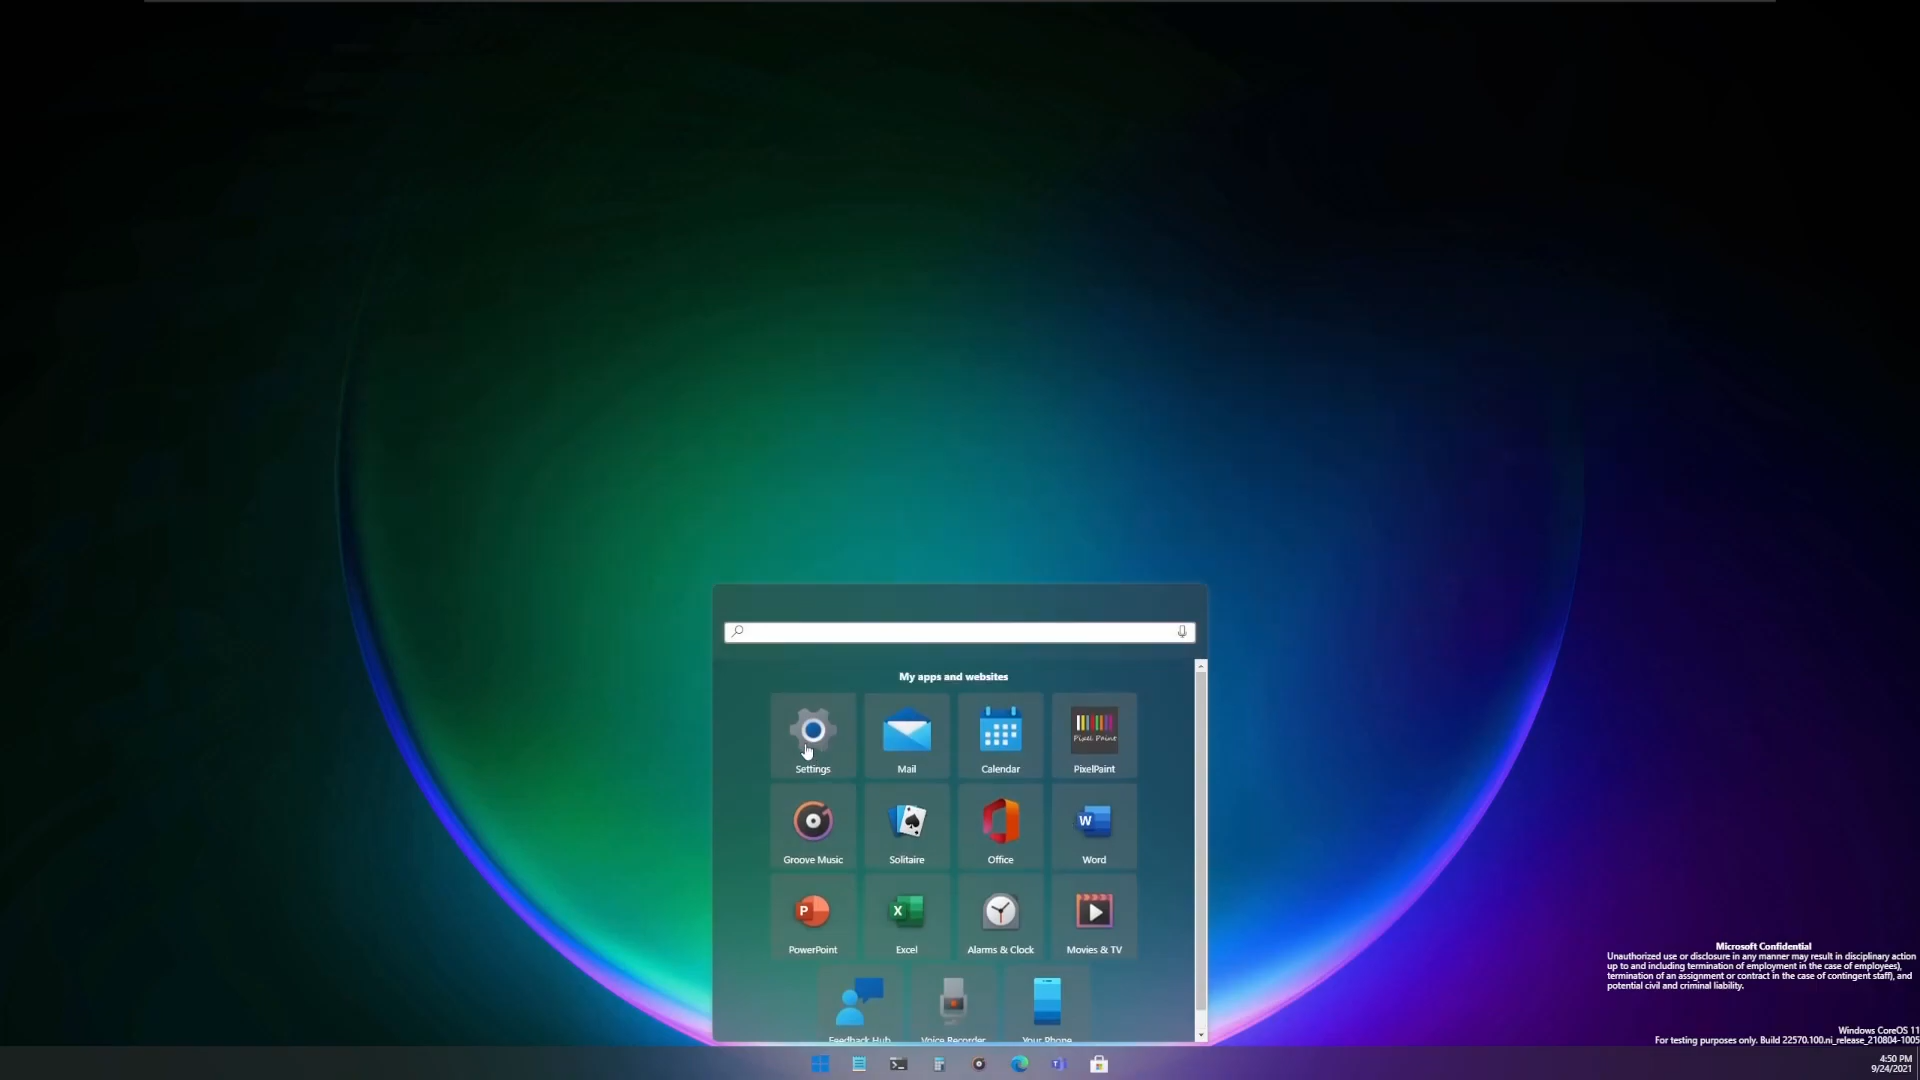 My apps and websites
Pixel Paint
Settings
Mail
Calendar
PixelPaint
W
Groove Music
Solitaire
Office
Word
P
X
PowerPoint
Excel
Alarms & Clock
Movies & TV
Feedback Hub
Voice Recorder
Your Phone
Microsoft Confidential
Unauthorized use or disclosure in any manner may result in disciplinary action
up to and including termination of employment in the case of employees),
termination of an assignment or contract in the case of contingent staff), and
potential civil and criminal liability.
Windows CoreOS 11
For testing purposes only. Build 22570.100.ni_release_210804-1005
4:50 PM
9/24/2021